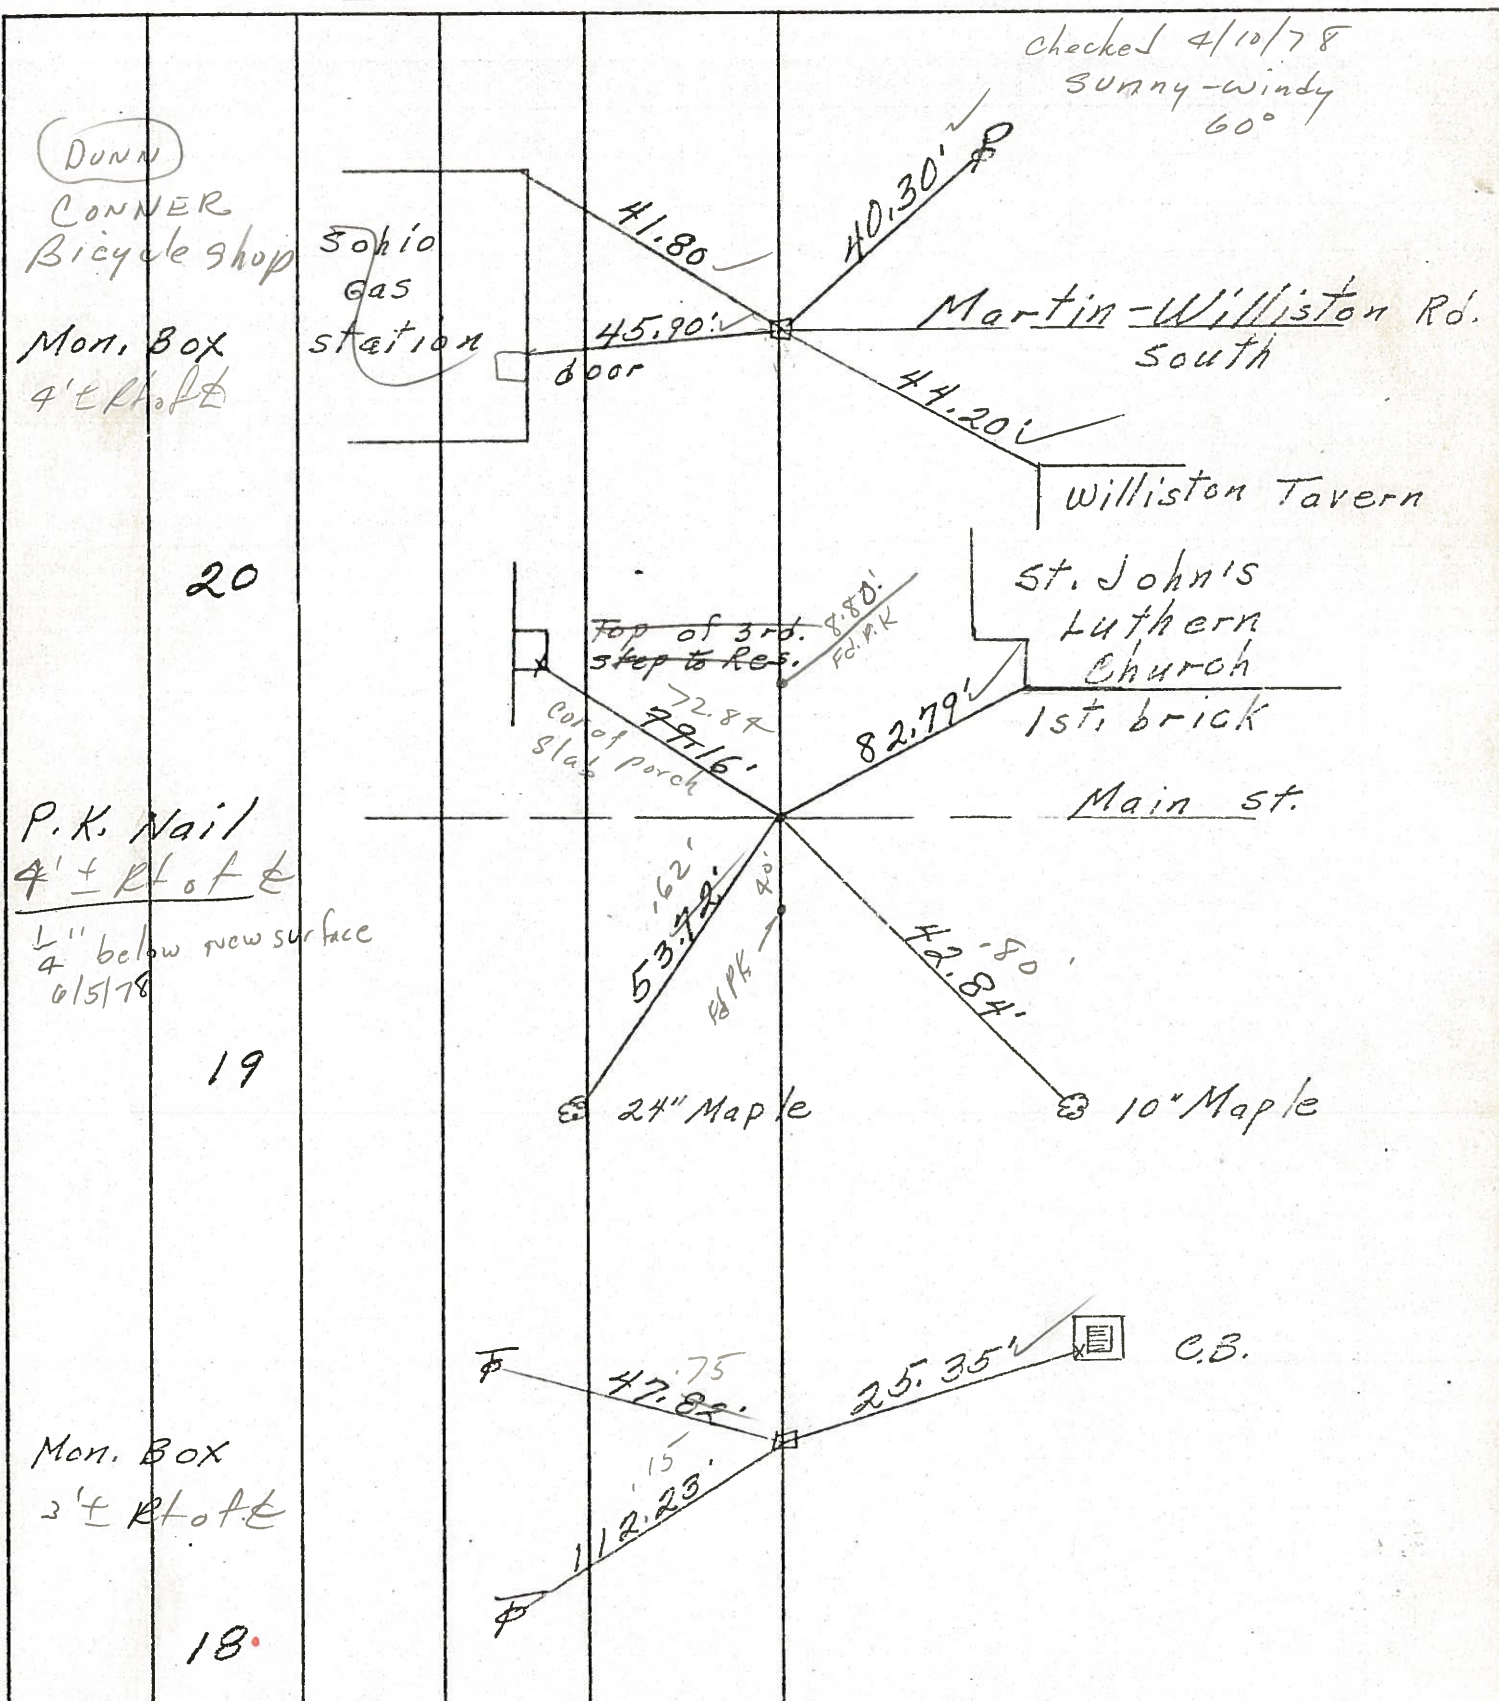 checked 4/10/78
sunny-windy
60°
DUNN
CONNER
Bicycle shop
Sohio
Gas
station
41.80
40.30'
Mon. Box
4'± Rt. of ℄
45.90'
door
Martin-Williston Rd.
South
44.20'
Williston Tavern
20
Top of 3rd.
step to Res.
8.80'
Fd. P.K
St. John's
Luthern
Church
1st. brick
72.84
79.16'
Cor of
Slab porch
82.79'
Main St.
P.K. Nail
4'± Rt. of ℄
1/4" below new surface
6/5/78
.62'
53.72'
40'
Fd PK
.80'
42.84'
19
24" Maple
10" Maple
.75
47.82'
25.35'
C.B.
Mon. Box
3'± Rt of ℄
.15
112.23'
18